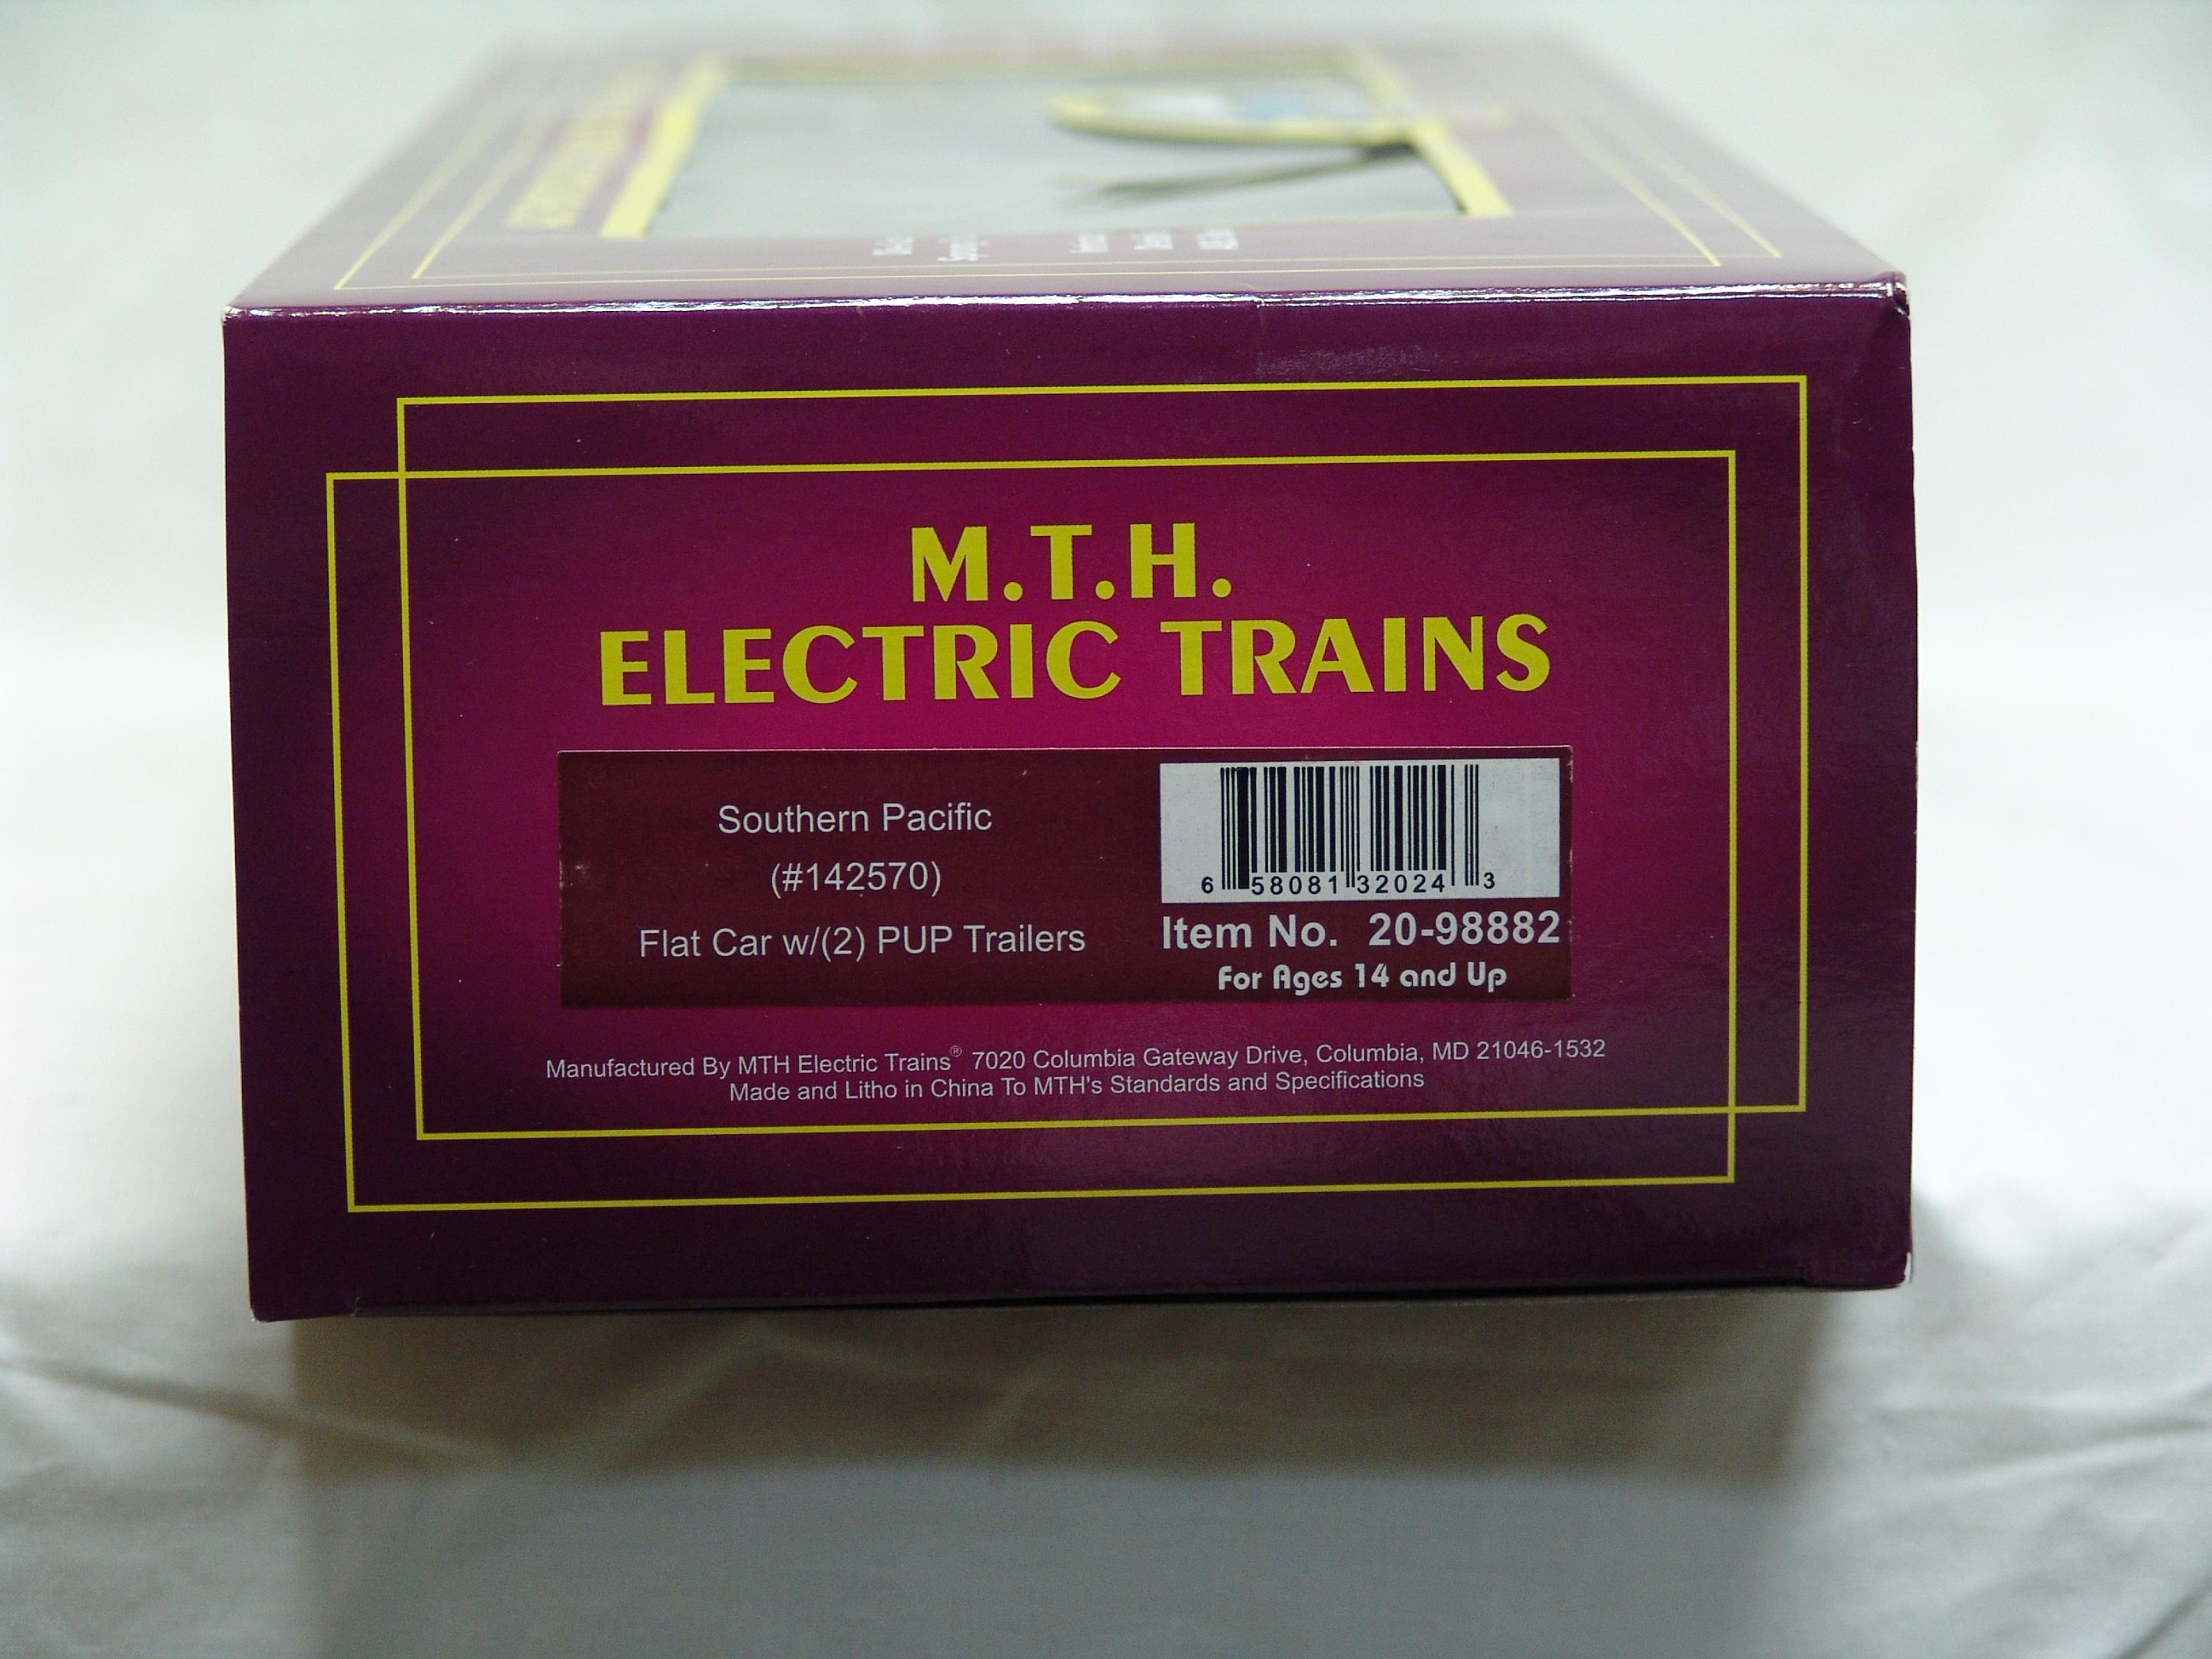 M.T.H.
ELECTRIC TRAINS
Southern Pacific
(#142570)
Flat Car w/(2) PUP Trailers
6 58081 32024 3
Item No. 20-98882
For Ages 14 and Up
Manufactured By MTH Electric Trains® 7020 Columbia Gateway Drive, Columbia, MD 21046-1532
Made and Litho in China To MTH's Standards and Specifications